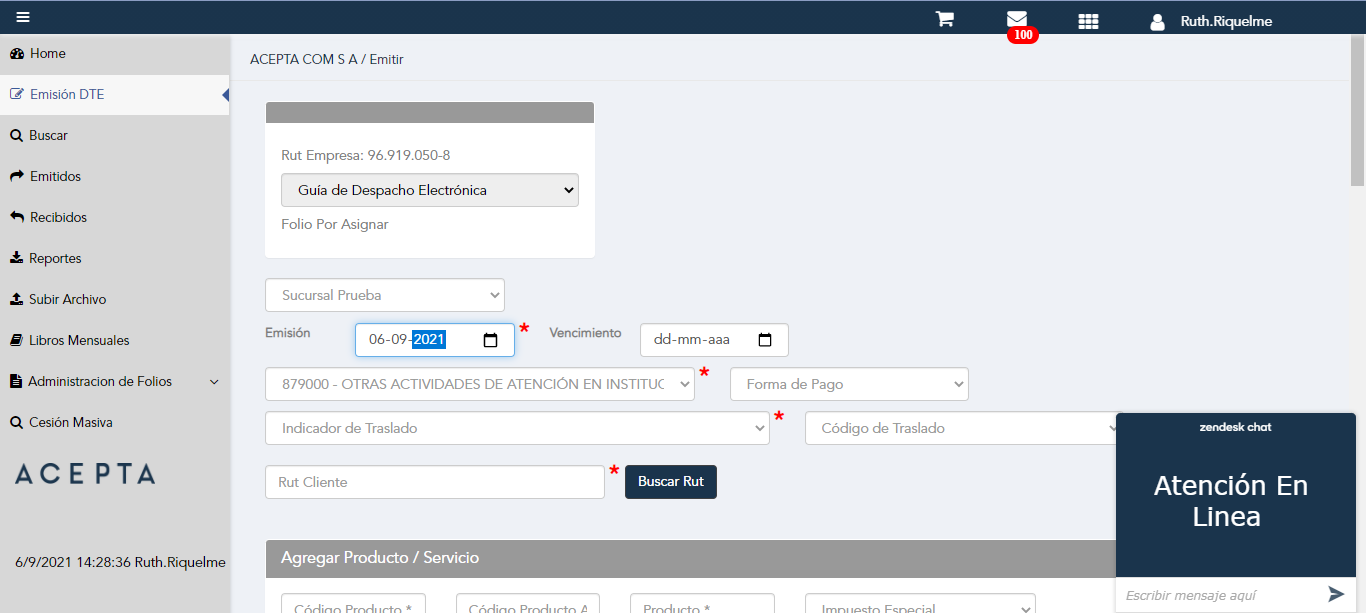 100
Ruth.Riquelme
Home
Emisión DTE
Buscar
Emitidos
Recibidos
Reportes
Subir Archivo
Libros Mensuales
Administracion de Folios
Cesión Masiva
ACEPTA
6/9/2021 14:28:36 Ruth.Riquelme
ACEPTA COM S A / Emitir
Rut Empresa: 96.919.050-8
Guía de Despacho Electrónica
Folio Por Asignar
Sucursal Prueba
Emisión 06-09-2021 * Vencimiento dd-mm-aaa
879000 - OTRAS ACTIVIDADES DE ATENCIÓN EN INSTITUC * Forma de Pago
Indicador de Traslado * Código de Traslado
Rut Cliente * Buscar Rut
Agregar Producto / Servicio
Código Producto * Código Producto A Producto * Impuesto Especial
zendesk chat
Atención En
Linea
Escribir mensaje aquí